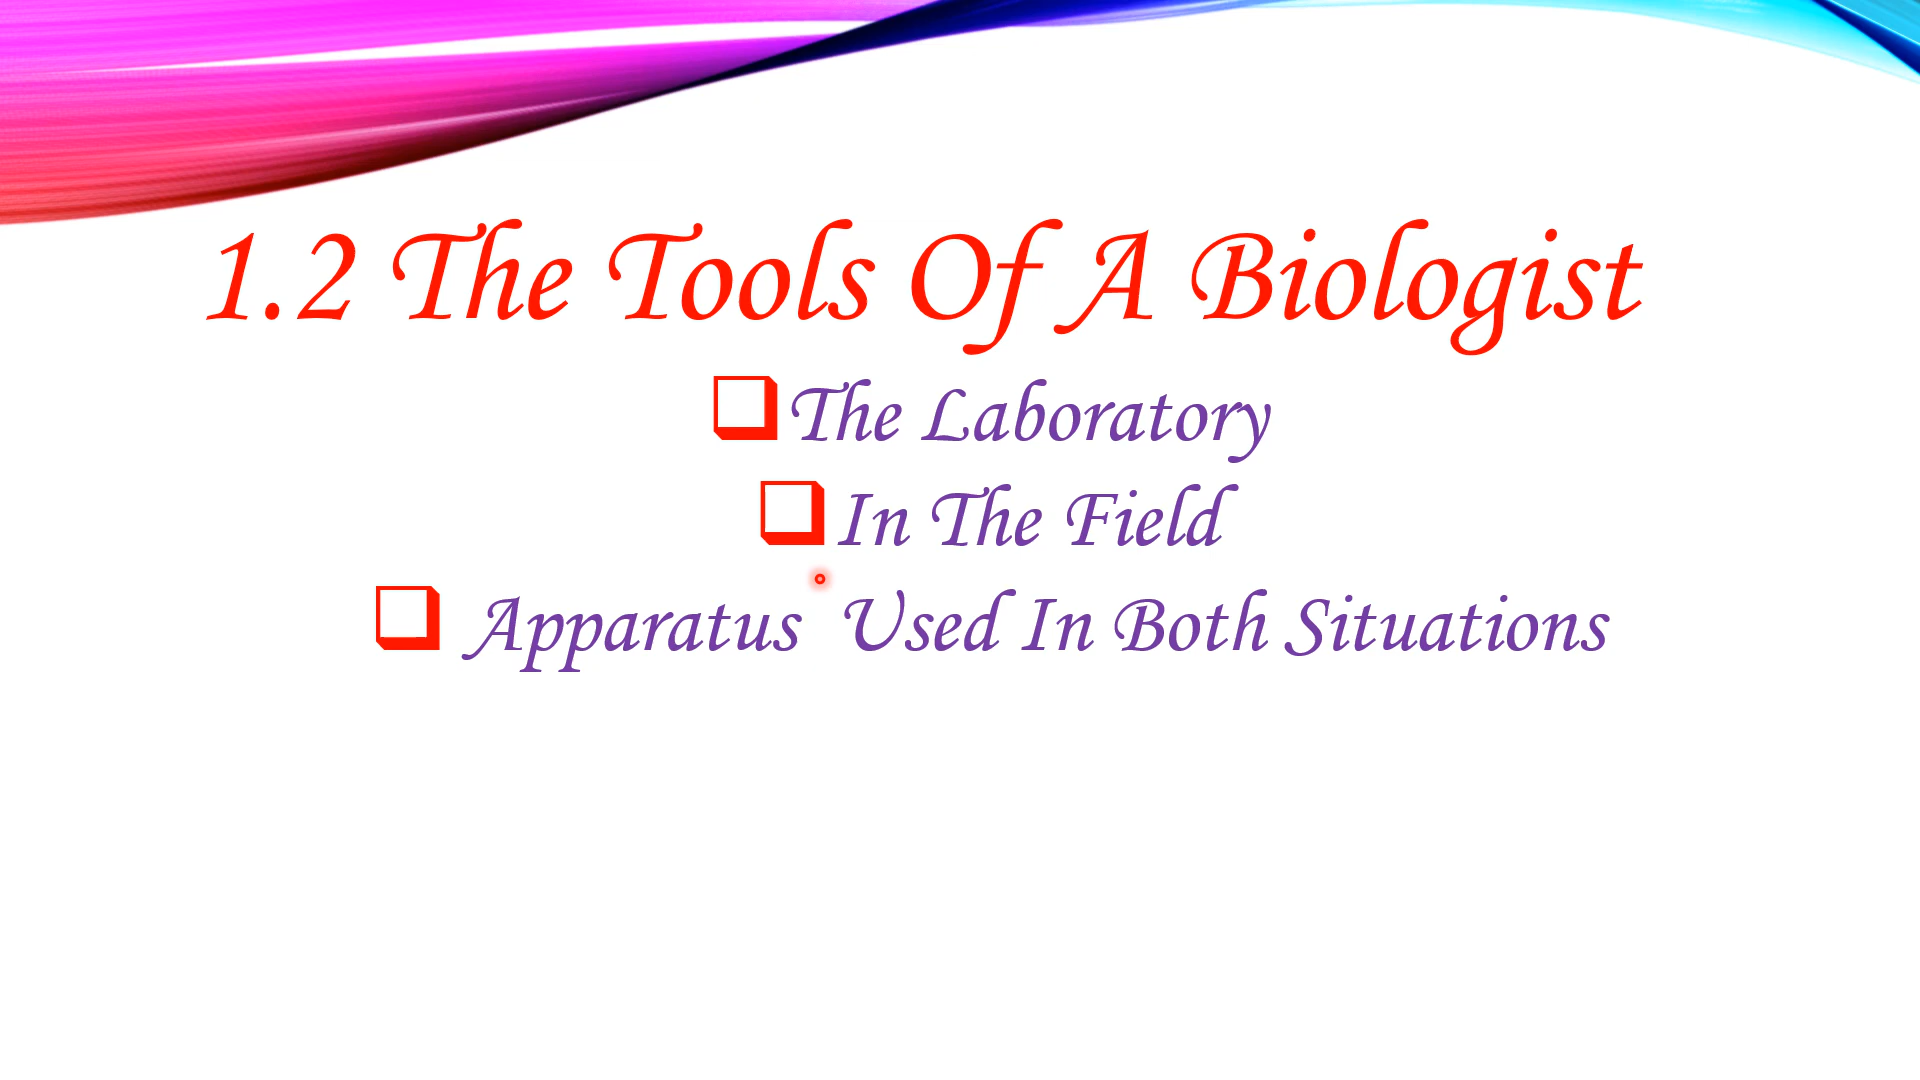 1.2 The Tools Of A Biologist
❑The Laboratory
❑In The Field
❑ Apparatus Used In Both Situations